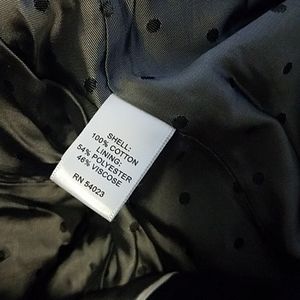 SHELL:
100% COTTON
LINING:
54% POLYESTER
46% VISCOSE
RN 54023